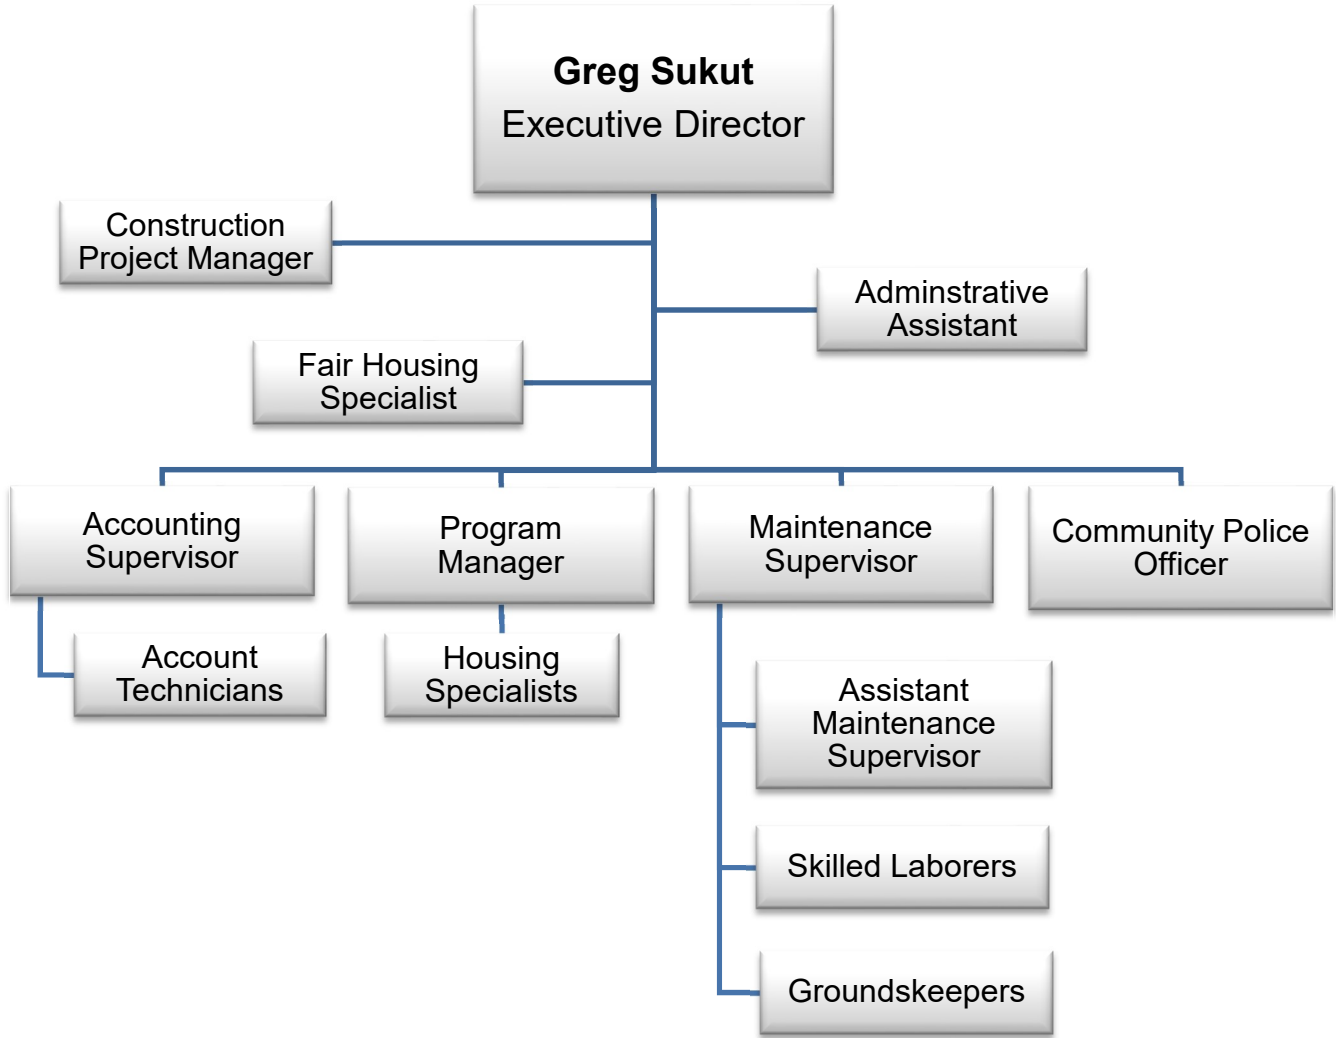 Greg Sukut
Executive Director
Construction
Project Manager
Adminstrative
Assistant
Fair Housing
Specialist
Accounting
Supervisor
Program
Manager
Maintenance
Supervisor
Community Police
Officer
Account
Technicians
Housing
Specialists
Assistant
Maintenance
Supervisor
Skilled Laborers
Groundskeepers